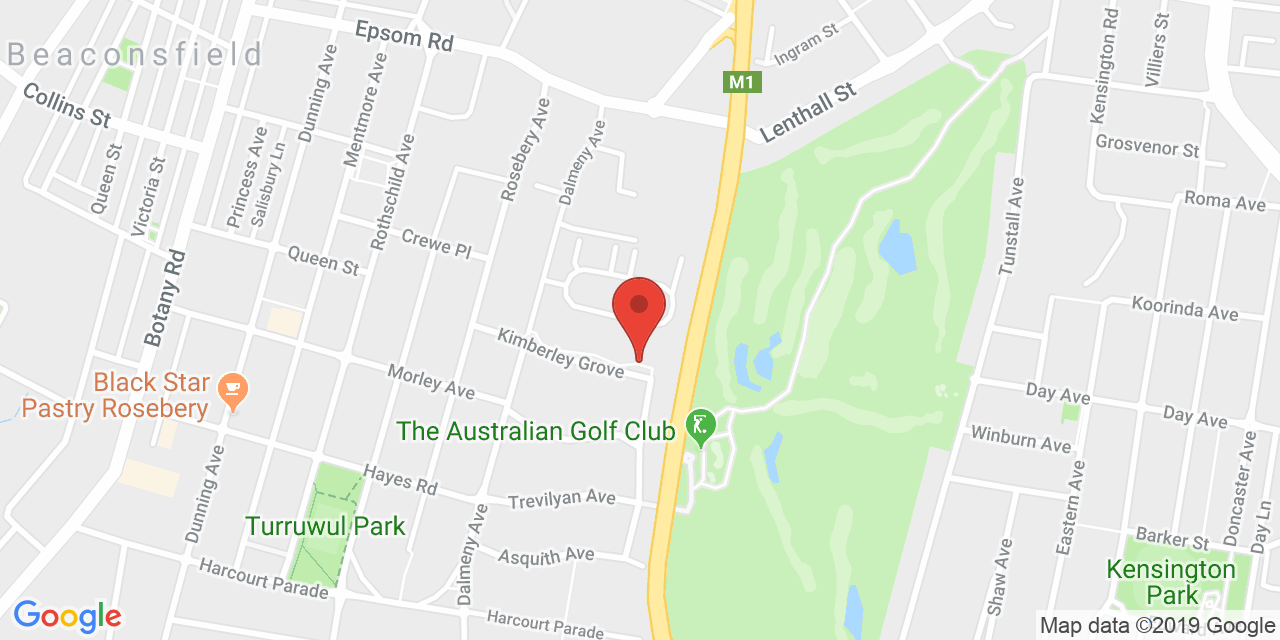 Epsom Rd
Ingram St
Kensington Rd
Villiers St
Beaconsfield
M1
Collins St
Dunning Ave
Mentmore Ave
Lenthall St
Rosebery Ave
Dalmeny Ave
Princess Ave
Salisbury Ln
Rothschild Ave
Queen St
Victoria St
Grosvenor St
Roma Ave
Tunstall Ave
Crewe Pl
Queen St
Botany Rd
Koorinda Ave
Kimberley Grove
Black Star
Pastry Rosebery
Morley Ave
Day Ave
Day Ave
The Australian Golf Club
Winburn Ave
Dunning Ave
Hayes Rd
Trevilyan Ave
Eastern Ave
Doncaster Ave
Day Ln
Turruwul Park
Dalmeny Ave
Asquith Ave
Barker St
Shaw Ave
Kensington
Park
Harcourt Parade
Harcourt Parade
Google
Map data ©2019 Google